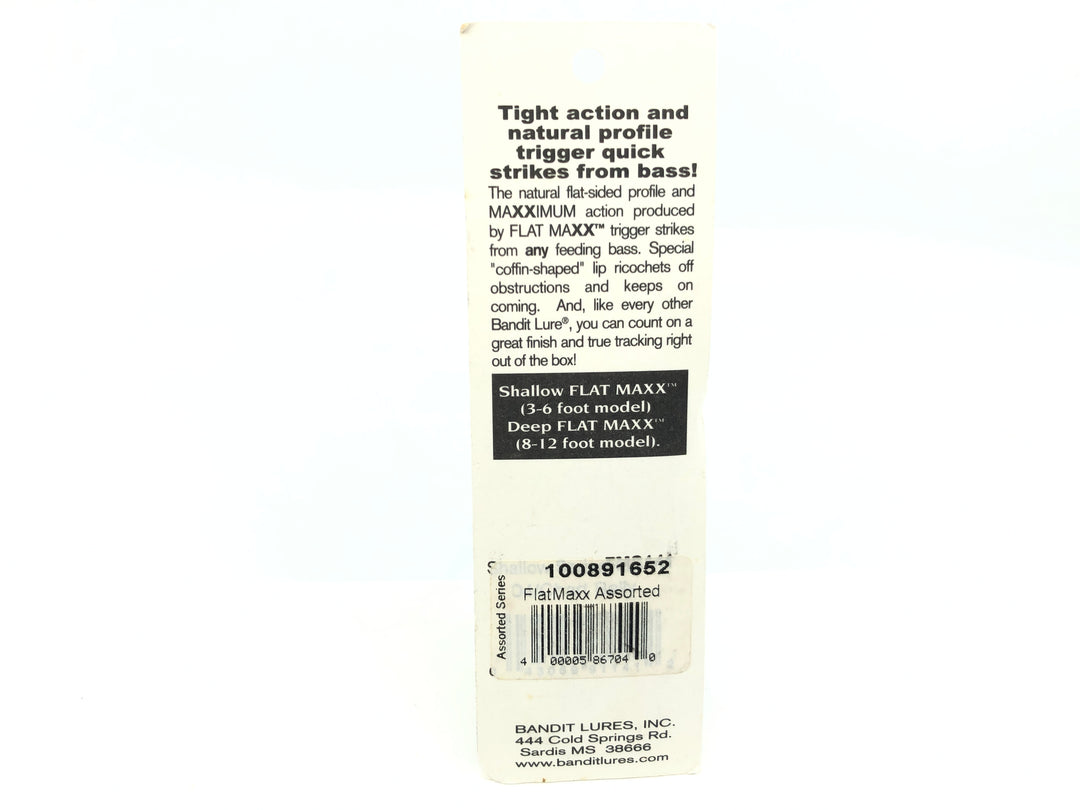 Tight action and
natural profile
trigger quick
strikes from bass!
The natural flat-sided profile and
MAXXIMUM action produced
by FLAT MAXX™ trigger strikes
from any feeding bass. Special
"coffin-shaped" lip ricochets off
obstructions and keeps on
coming. And, like every other
Bandit Lure®, you can count on a
great finish and true tracking right
out of the box!
Shallow FLAT MAXX™
(3-6 foot model)
Deep FLAT MAXX™
(8-12 foot model).
100891652
FlatMaxx Assorted
Assorted Series
4 00005 86704 0
BANDIT LURES, INC.
444 Cold Springs Rd.
Sardis MS 38666
www.banditlures.com